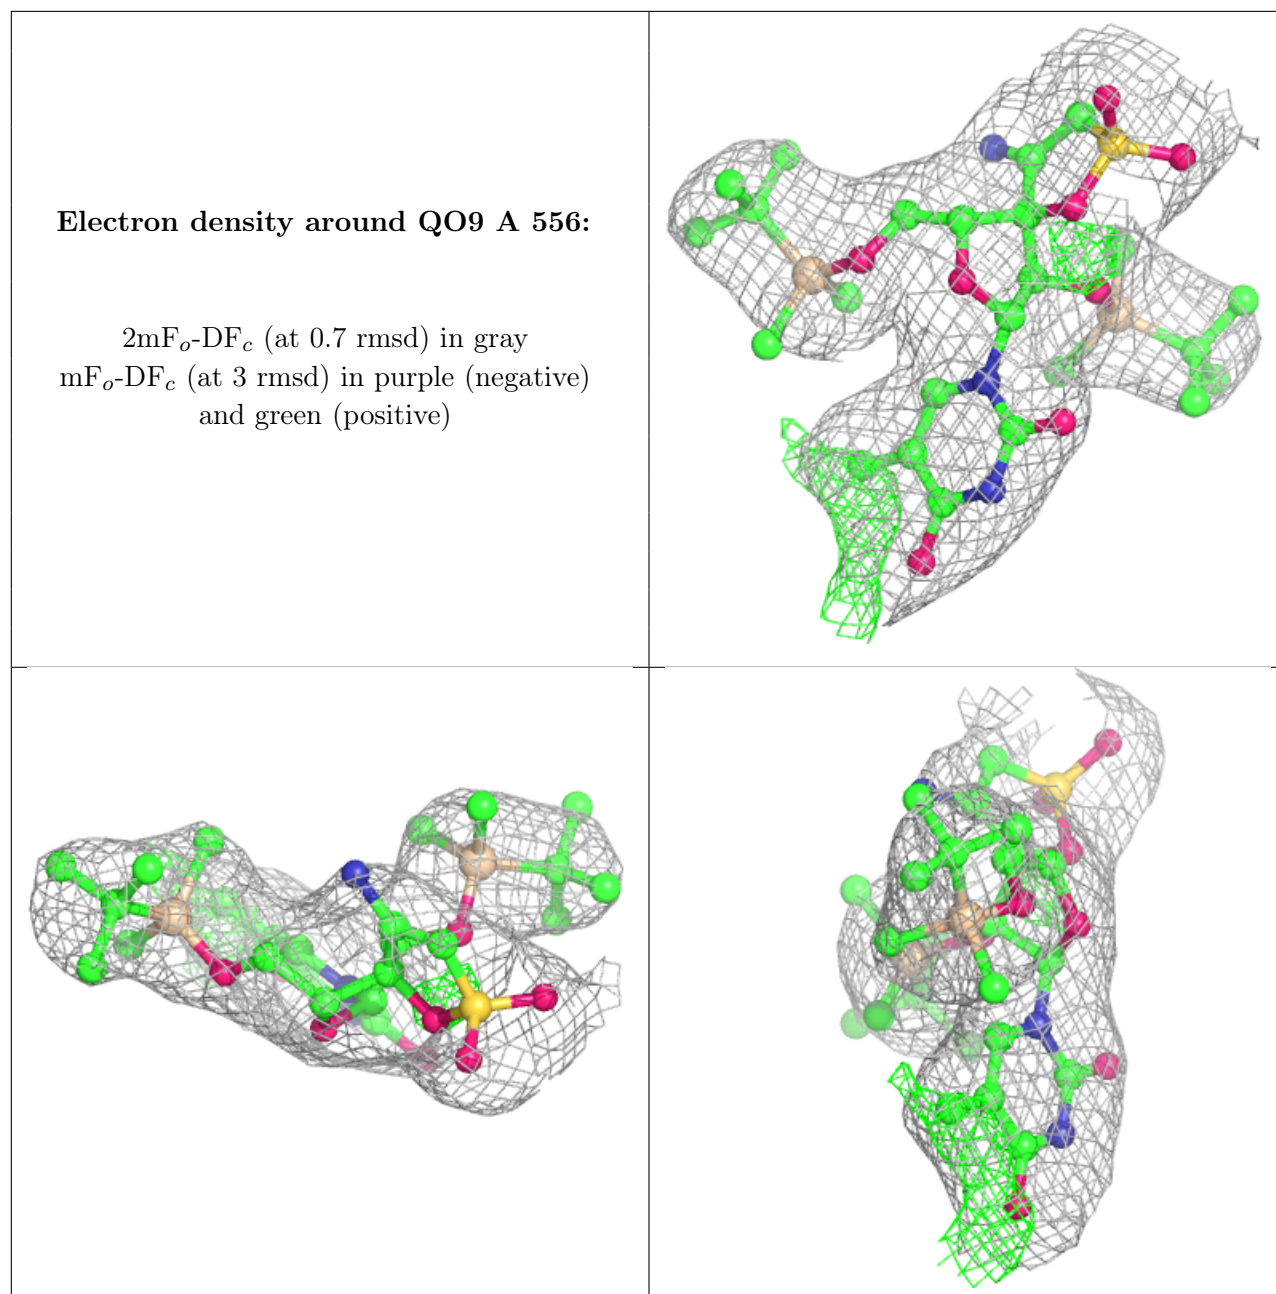 Electron density around QO9 A 556:
2mFₒ-DF𝒸 (at 0.7 rmsd) in gray
mFₒ-DF𝒸 (at 3 rmsd) in purple (negative)
and green (positive)